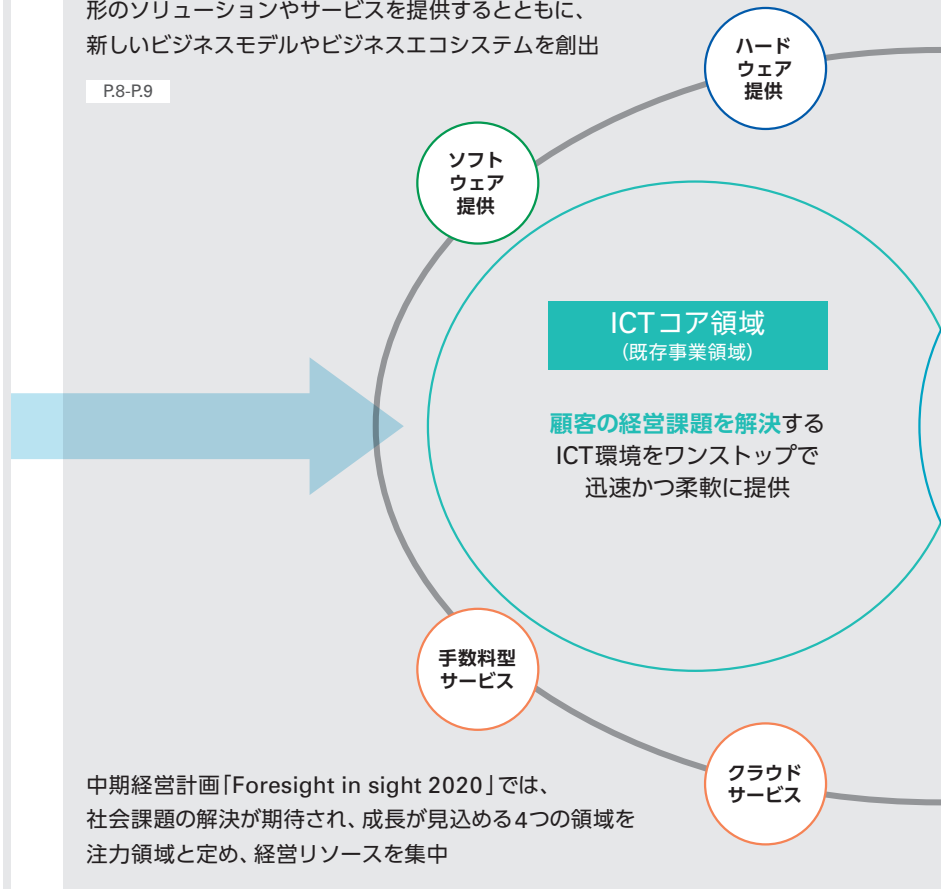 形のソリューションやサービスを提供するとともに、
新しいビジネスモデルやビジネスエコシステムを創出
P.8-P.9
ハード
ウェア
提供
ソフト
ウェア
提供
ICTコア領域
(既存事業領域)
顧客の経営課題を解決する
ICT環境をワンストップで
迅速かつ柔軟に提供
手数料型
サービス
クラウド
サービス
中期経営計画「Foresight in sight 2020」では、
社会課題の解決が期待され、成長が見込める4つの領域を
注力領域と定め、経営リソースを集中